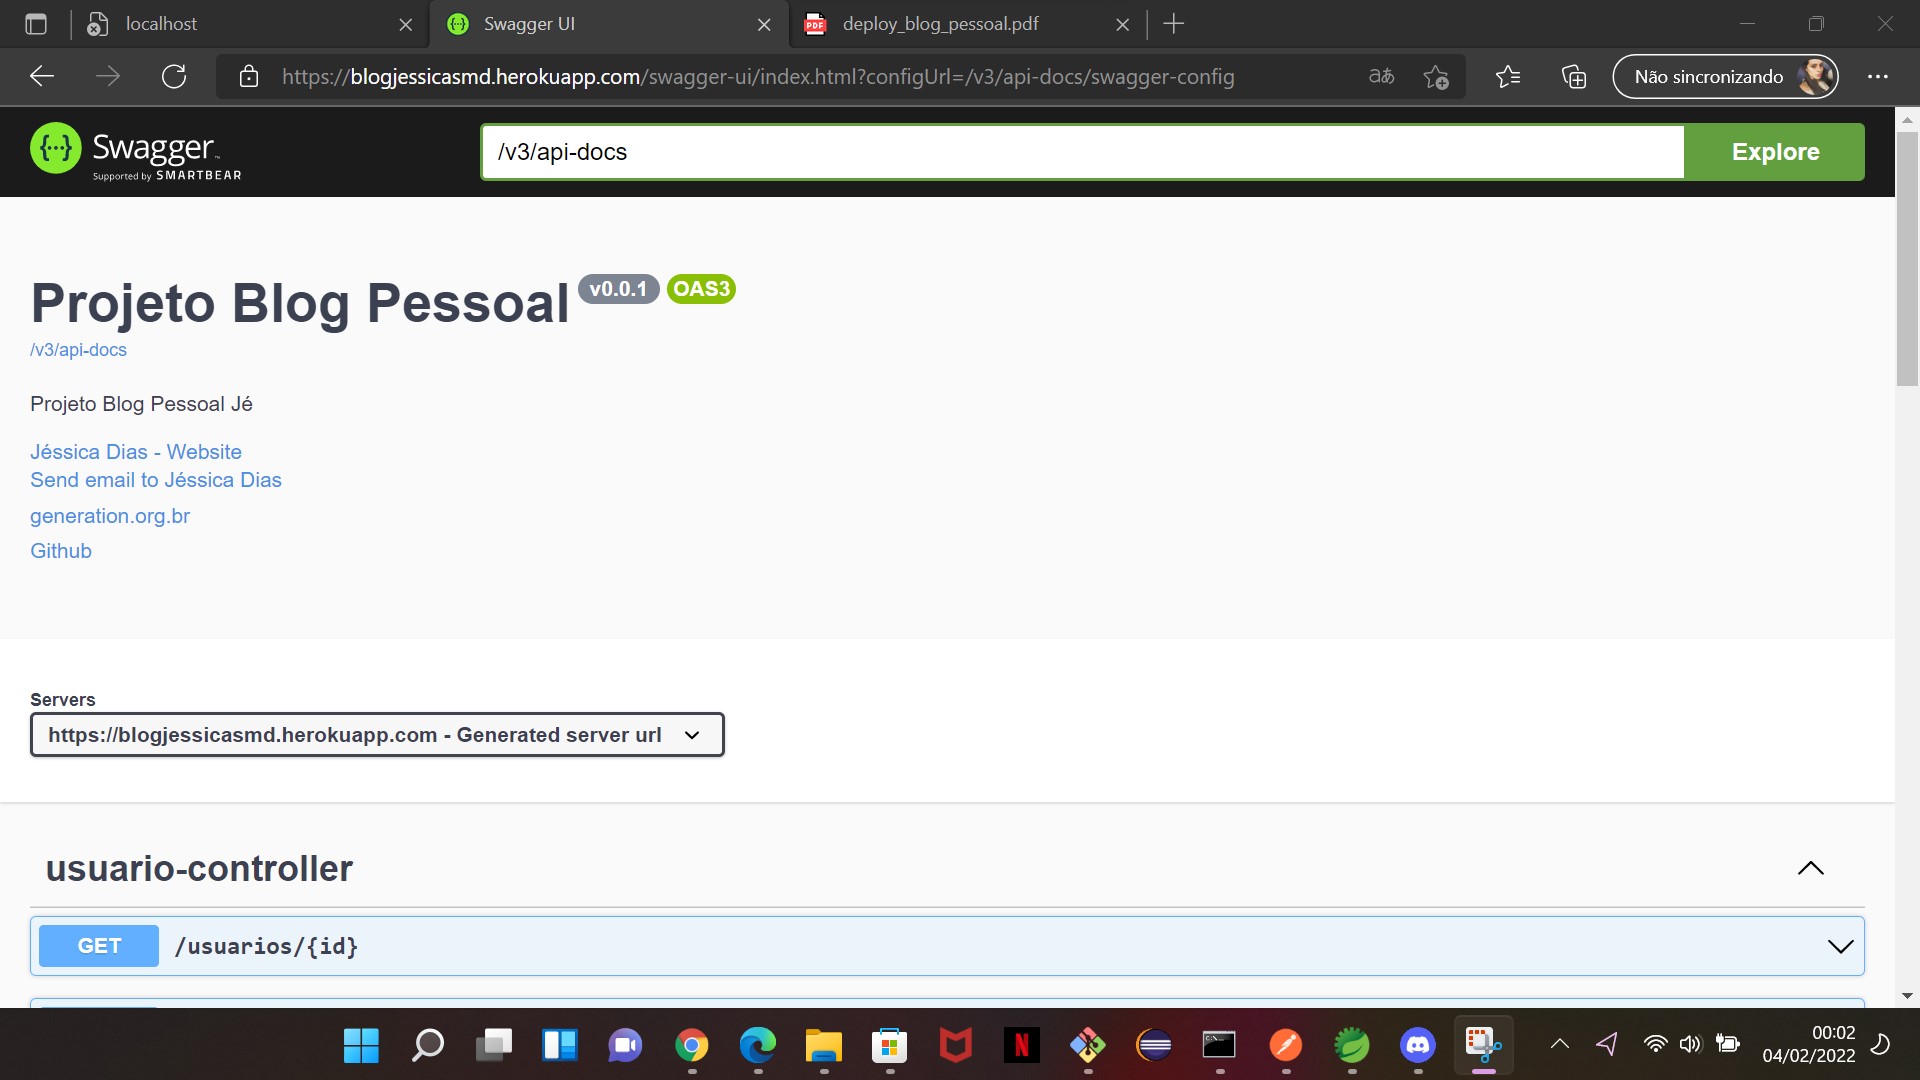 localhost
Swagger UI
deploy_blog_pessoal.pdf
https://blogjessicasmd.herokuapp.com/swagger-ui/index.html?configUrl=/v3/api-docs/swagger-config
aあ
Não sincronizando
{···} Swagger™
Supported by SMARTBEAR
/v3/api-docs
Explore
Projeto Blog Pessoal v0.0.1 OAS3
/v3/api-docs
Projeto Blog Pessoal Jé
Jéssica Dias - Website
Send email to Jéssica Dias
generation.org.br
Github
Servers
https://blogjessicasmd.herokuapp.com - Generated server url
usuario-controller
GET /usuarios/{id}
N
00:02
04/02/2022